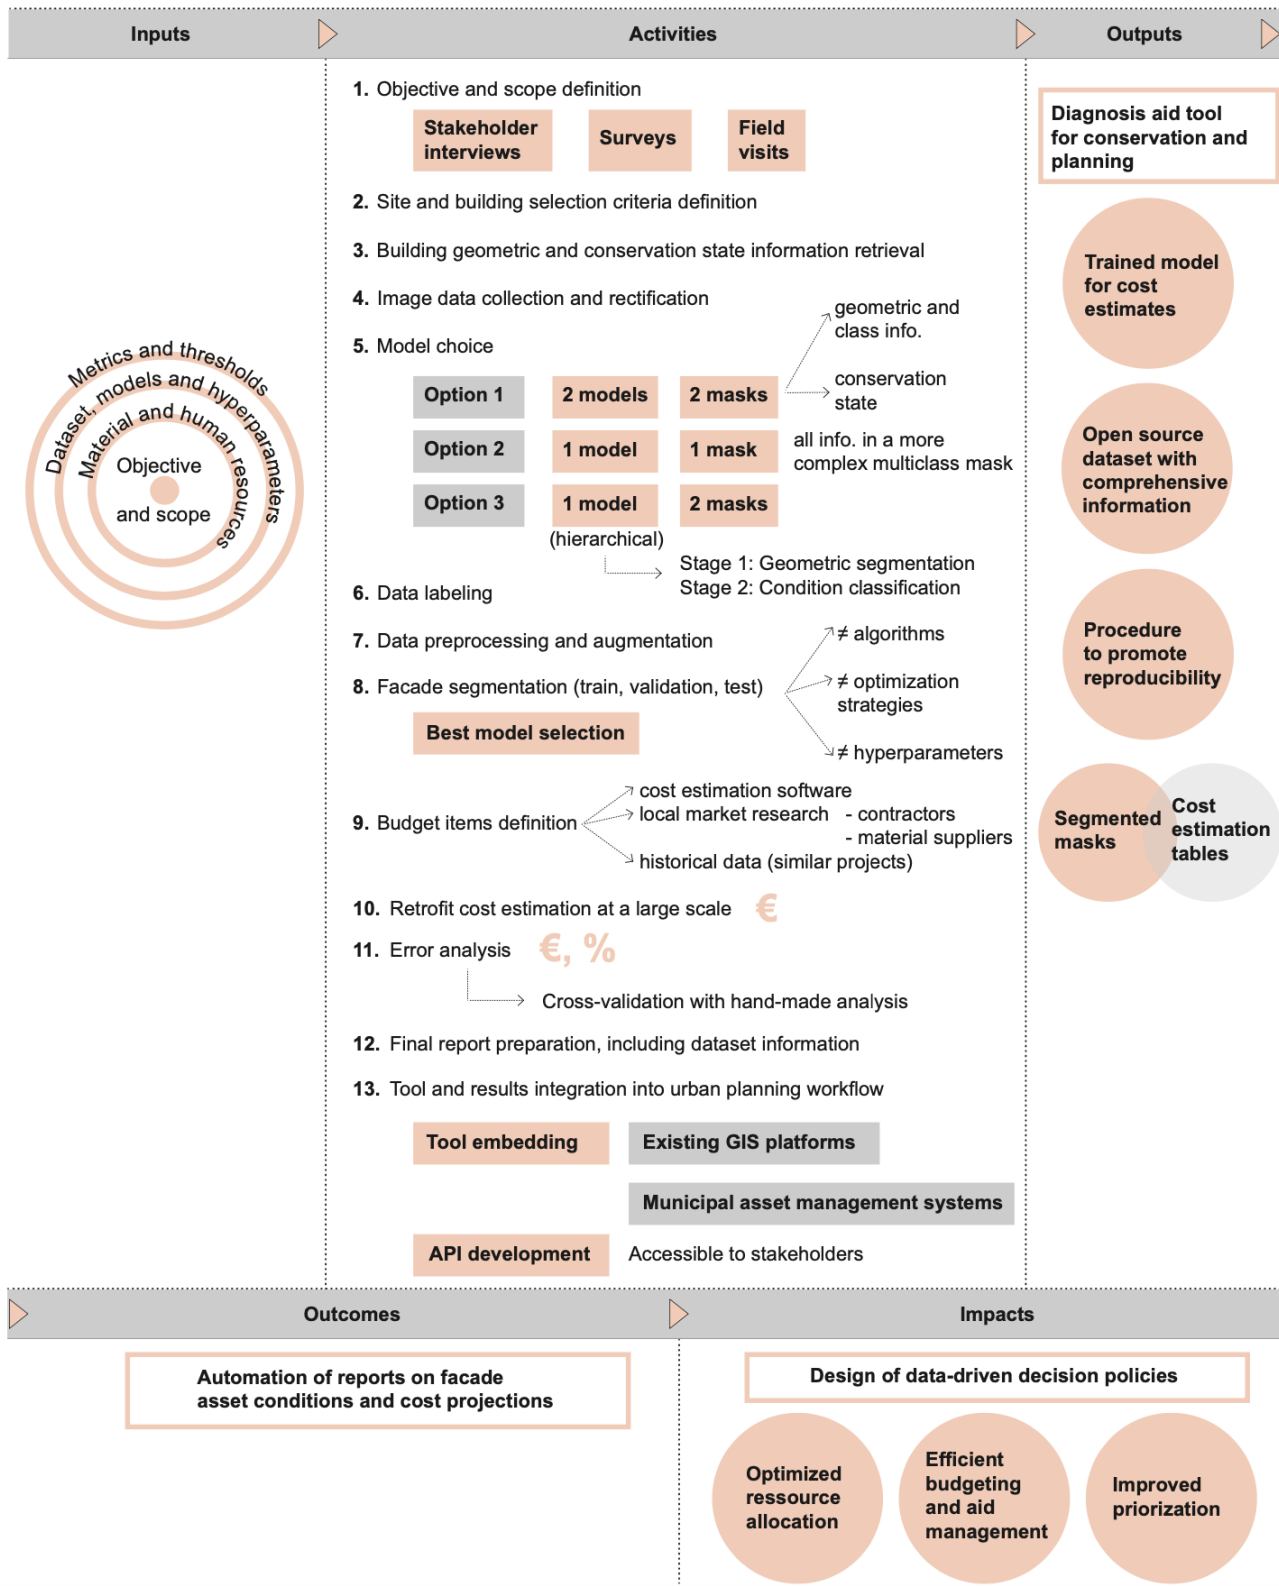 Inputs
Activities
Outputs
Metrics and thresholds
Dataset, models and hyperparameters
Material and human resources
Objective
and scope
1. Objective and scope definition
Stakeholder
interviews
Surveys
Field
visits
2. Site and building selection criteria definition
3. Building geometric and conservation state information retrieval
4. Image data collection and rectification
5. Model choice
geometric and
class info.
conservation
state
Option 1
2 models
2 masks
Option 2
1 model
1 mask
all info. in a more
complex multiclass mask
Option 3
1 model
2 masks
(hierarchical)
Stage 1: Geometric segmentation
Stage 2: Condition classification
6. Data labeling
7. Data preprocessing and augmentation
8. Facade segmentation (train, validation, test)
≠ algorithms
≠ optimization
strategies
≠ hyperparameters
Best model selection
9. Budget items definition
cost estimation software
local market research
- contractors
- material suppliers
historical data (similar projects)
10. Retrofit cost estimation at a large scale €
11. Error analysis €, %
Cross-validation with hand-made analysis
12. Final report preparation, including dataset information
13. Tool and results integration into urban planning workflow
Tool embedding
Existing GIS platforms
Municipal asset management systems
API development
Accessible to stakeholders
Diagnosis aid tool
for conservation and
planning
Trained model
for cost
estimates
Open source
dataset with
comprehensive
information
Procedure
to promote
reproducibility
Segmented
masks
Cost
estimation
tables
Outcomes
Impacts
Automation of reports on facade
asset conditions and cost projections
Design of data-driven decision policies
Optimized
ressource
allocation
Efficient
budgeting
and aid
management
Improved
priorization